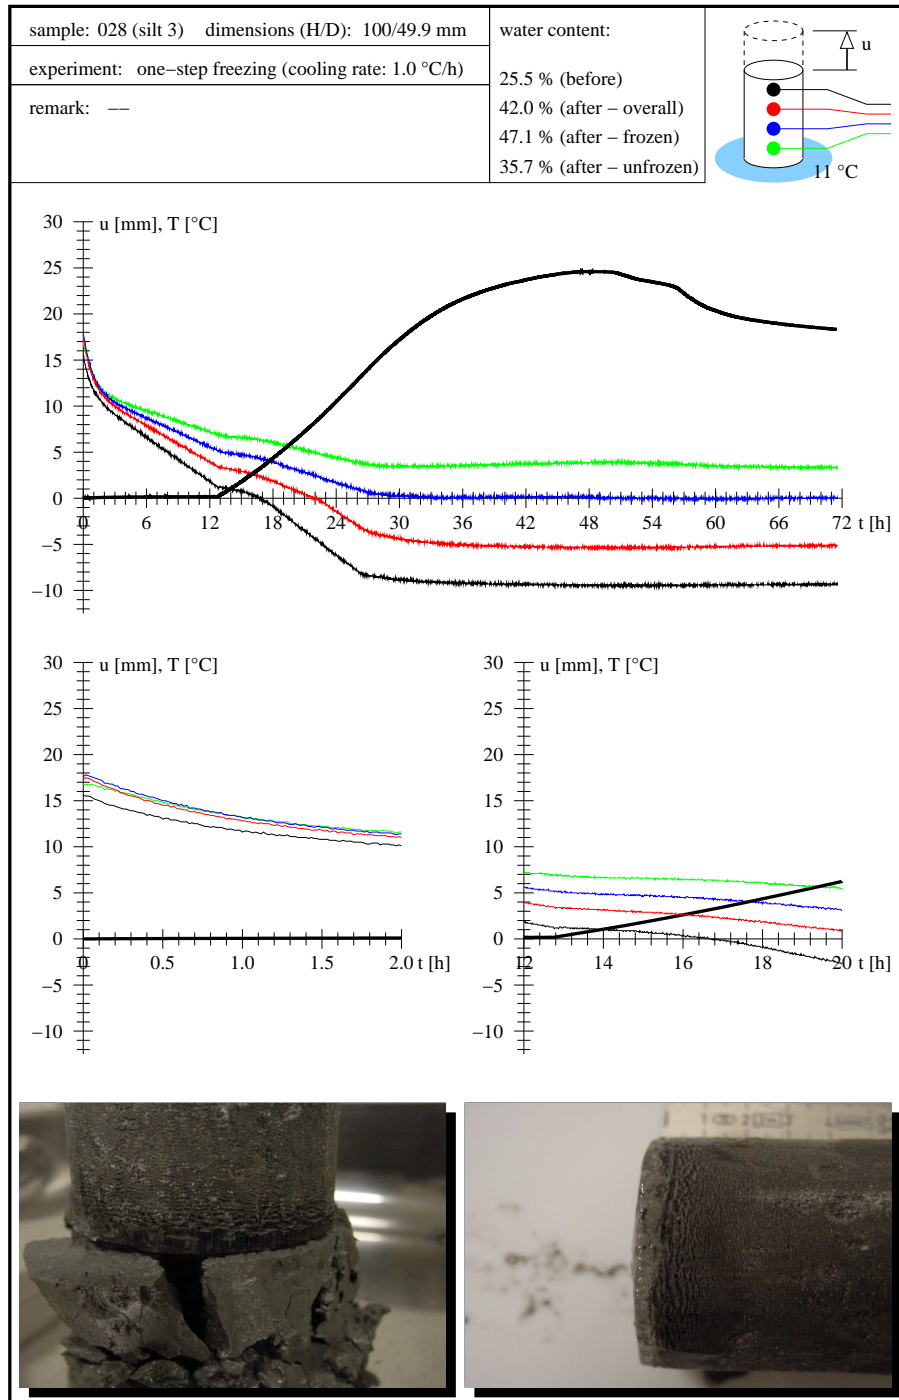 sample: 028 (silt 3) dimensions (H/D): 100/49.9 mm
experiment: one−step freezing (cooling rate: 1.0 °C/h)
remark: −−
water content:
25.5 % (before)
42.0 % (after − overall)
47.1 % (after − frozen)
35.7 % (after − unfrozen)
u
11 °C
u [mm], T [°C]
30
25
20
15
10
5
0
−5
−10
0 6 12 18 24 30 36 42 48 54 60 66 72
t [h]
u [mm], T [°C]
30
25
20
15
10
5
0
−5
−10
0 0.5 1.0 1.5 2.0 t [h]
u [mm], T [°C]
30
25
20
15
10
5
0
−5
−10
12 14 16 18 20 t [h]